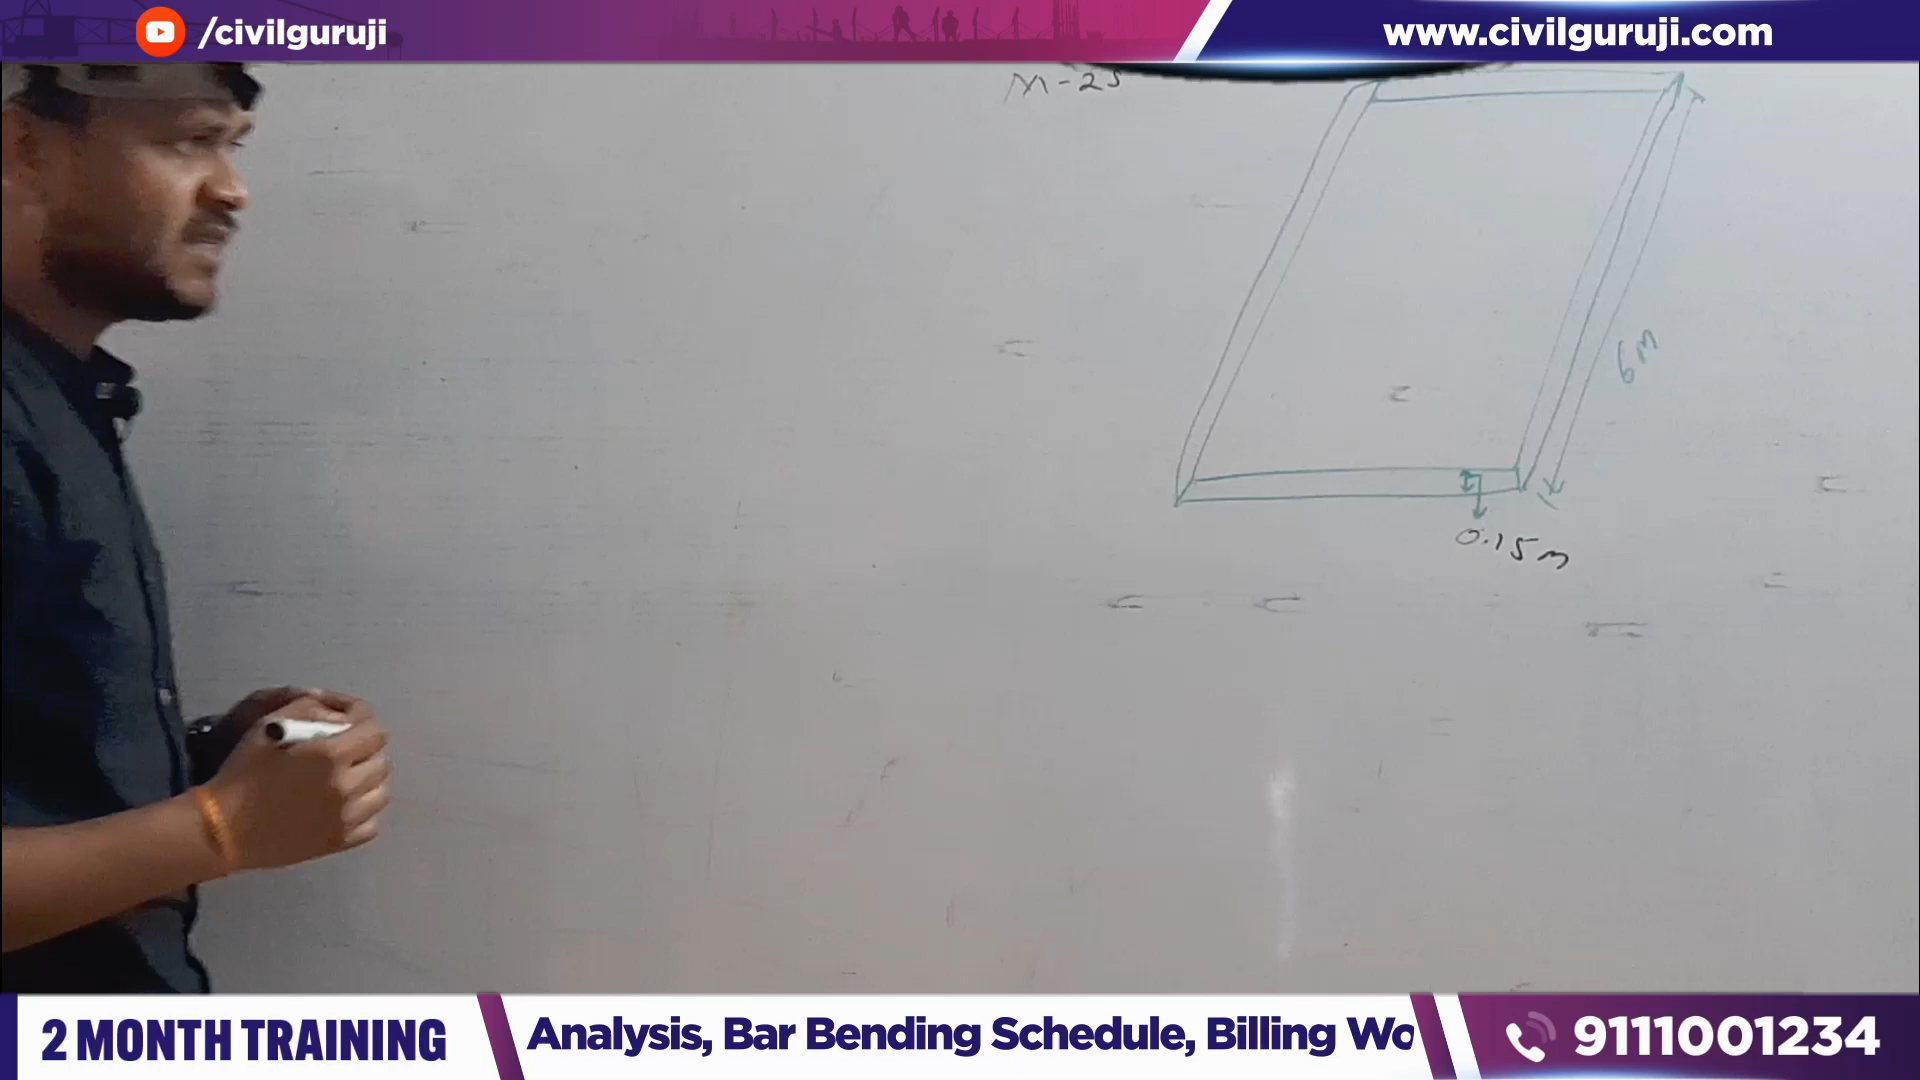 /civilguruji
www.civilguruji.com
M-25
6m
0.15m
2 MONTH TRAINING
Analysis, Bar Bending Schedule, Billing Wo
9111001234